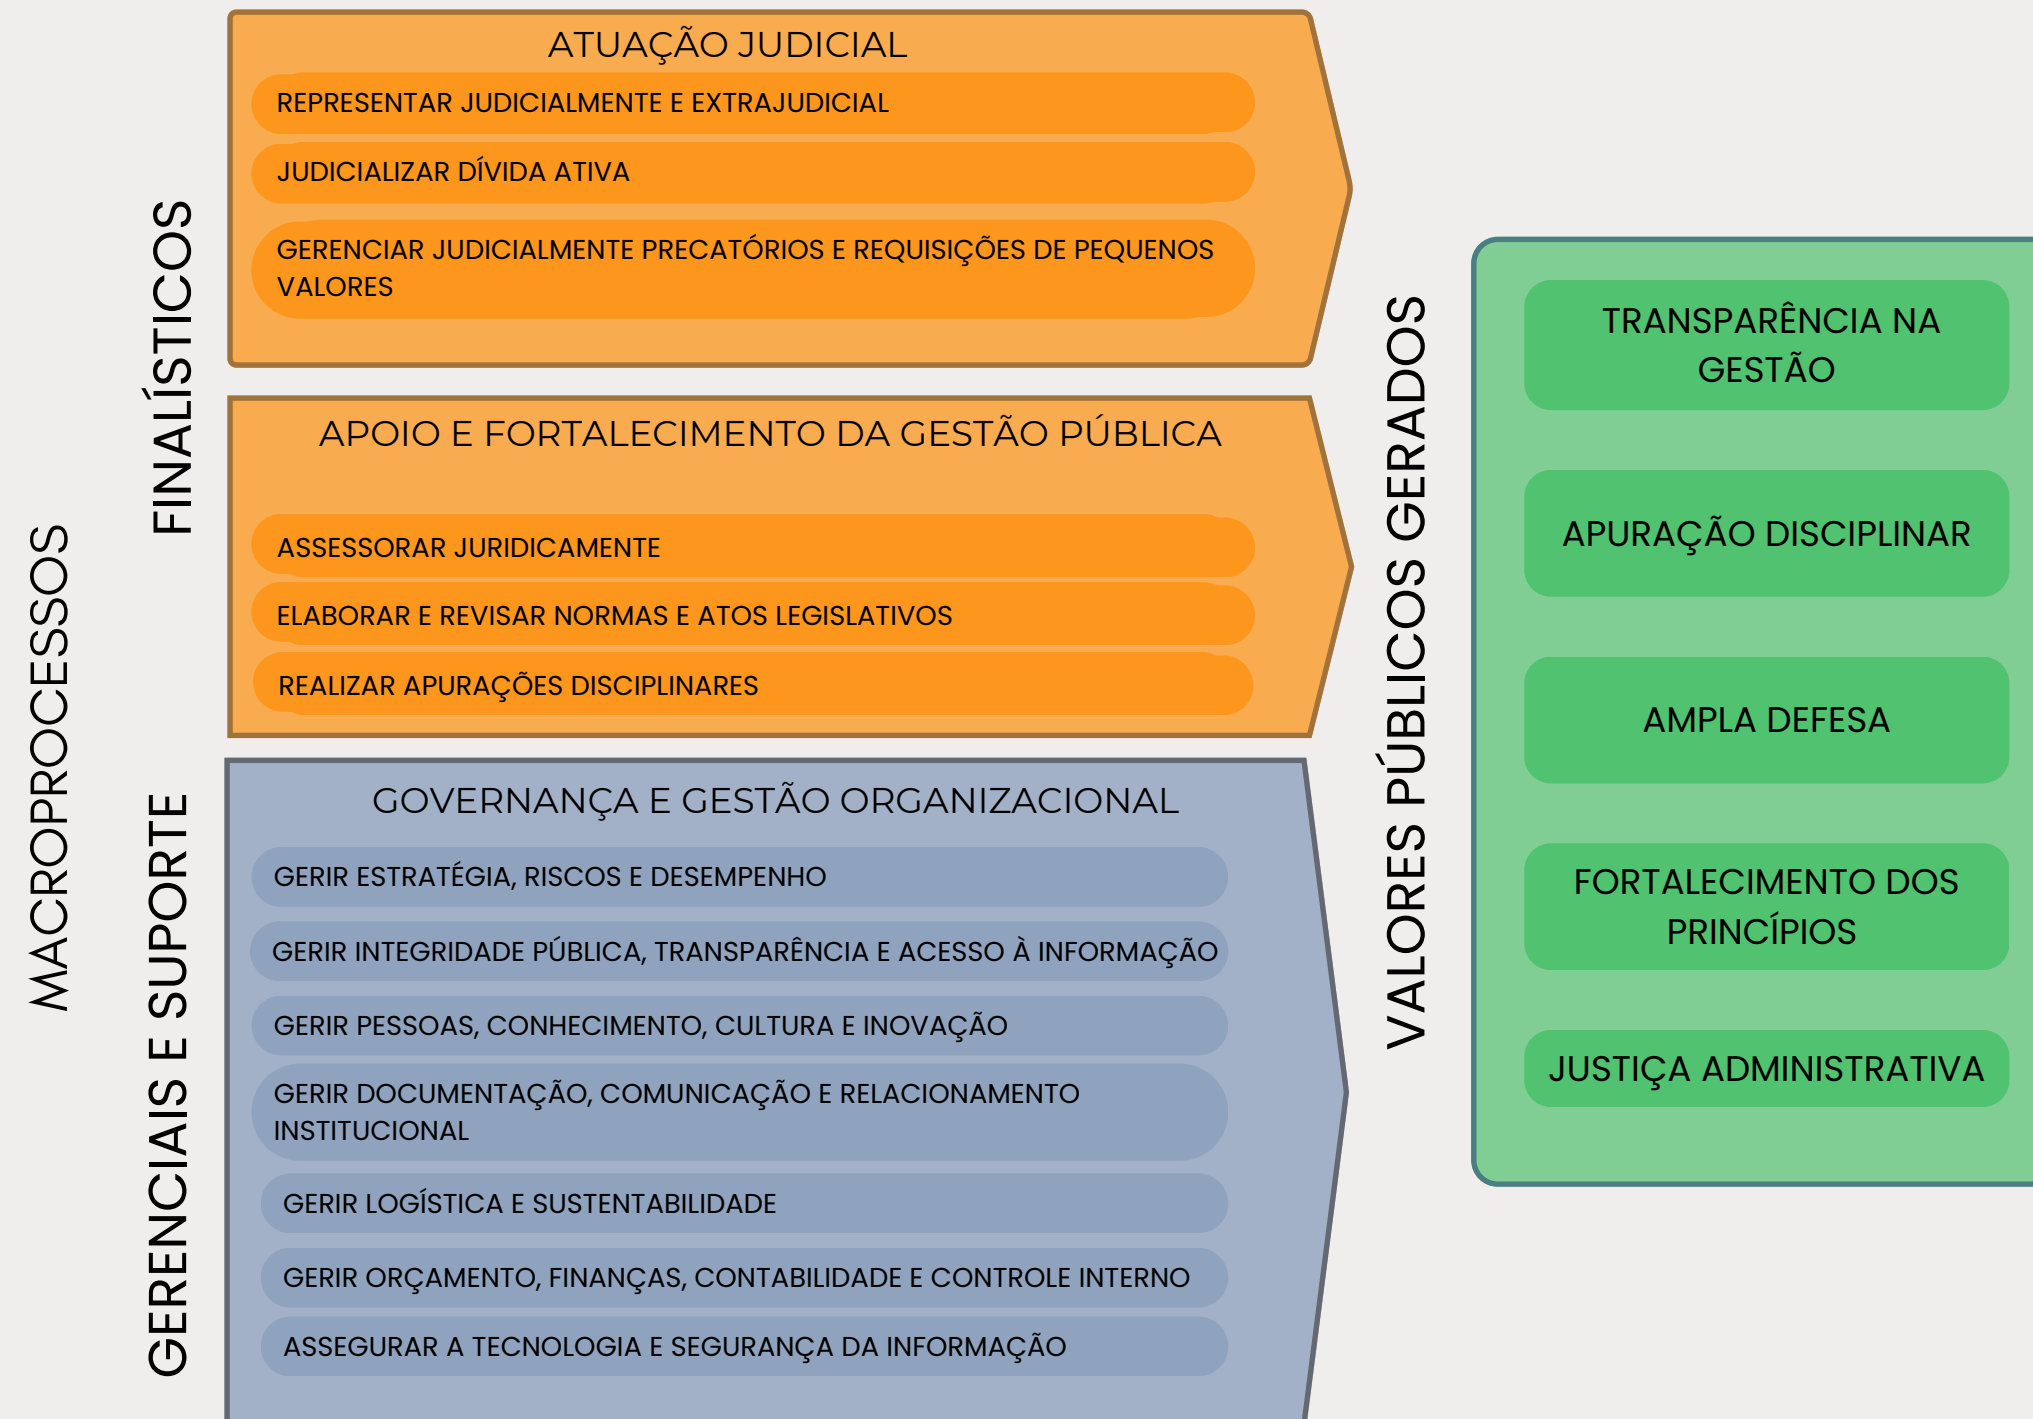 MACROPROCESSOS
FINALÍSTICOS
ATUAÇÃO JUDICIAL
REPRESENTAR JUDICIALMENTE E EXTRAJUDICIAL
JUDICIALIZAR DÍVIDA ATIVA
GERENCIAR JUDICIALMENTE PRECATÓRIOS E REQUISIÇÕES DE PEQUENOS
VALORES
APOIO E FORTALECIMENTO DA GESTÃO PÚBLICA
ASSESSORAR JURIDICAMENTE
ELABORAR E REVISAR NORMAS E ATOS LEGISLATIVOS
REALIZAR APURAÇÕES DISCIPLINARES
GERENCIAIS E SUPORTE
GOVERNANÇA E GESTÃO ORGANIZACIONAL
GERIR ESTRATÉGIA, RISCOS E DESEMPENHO
GERIR INTEGRIDADE PÚBLICA, TRANSPARÊNCIA E ACESSO À INFORMAÇÃO
GERIR PESSOAS, CONHECIMENTO, CULTURA E INOVAÇÃO
GERIR DOCUMENTAÇÃO, COMUNICAÇÃO E RELACIONAMENTO
INSTITUCIONAL
GERIR LOGÍSTICA E SUSTENTABILIDADE
GERIR ORÇAMENTO, FINANÇAS, CONTABILIDADE E CONTROLE INTERNO
ASSEGURAR A TECNOLOGIA E SEGURANÇA DA INFORMAÇÃO
VALORES PÚBLICOS GERADOS
TRANSPARÊNCIA NA
GESTÃO
APURAÇÃO DISCIPLINAR
AMPLA DEFESA
FORTALECIMENTO DOS
PRINCÍPIOS
JUSTIÇA ADMINISTRATIVA